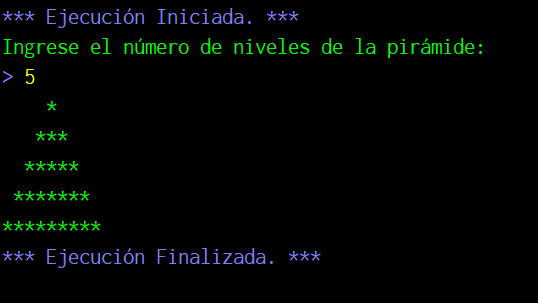 *** Ejecución Iniciada. ***
Ingrese el número de niveles de la pirámide:
> 5
    *
   ***
  *****
 *******
*********
*** Ejecución Finalizada. ***